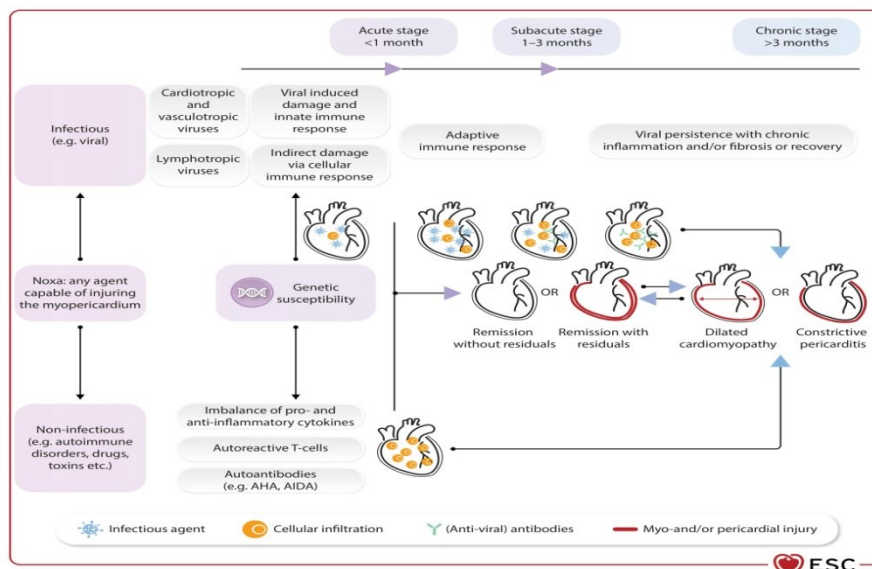 Acute stage
<1 month
Subacute stage
1–3 months
Chronic stage
>3 months
Infectious
(e.g. viral)
Cardiotropic
and
vasculotropic
viruses
Viral induced
damage and
innate immune
response
Lymphotropic
viruses
Indirect damage
via cellular
immune response
Adaptive
immune response
Viral persistence with chronic
inflammation and/or fibrosis or recovery
Noxa: any agent
capable of injuring
the myopericardium
Genetic
susceptibility
OR
OR
Remission
without residuals
Remission with
residuals
Dilated
cardiomyopathy
Constrictive
pericarditis
Non-infectious
(e.g. autoimmune
disorders, drugs,
toxins etc.)
Imbalance of pro- and
anti-inflammatory cytokines
Autoreactive T-cells
Autoantibodies
(e.g. AHA, AIDA)
Infectious agent
Cellular infiltration
(Anti-viral) antibodies
Myo-and/or pericardial injury
ESC